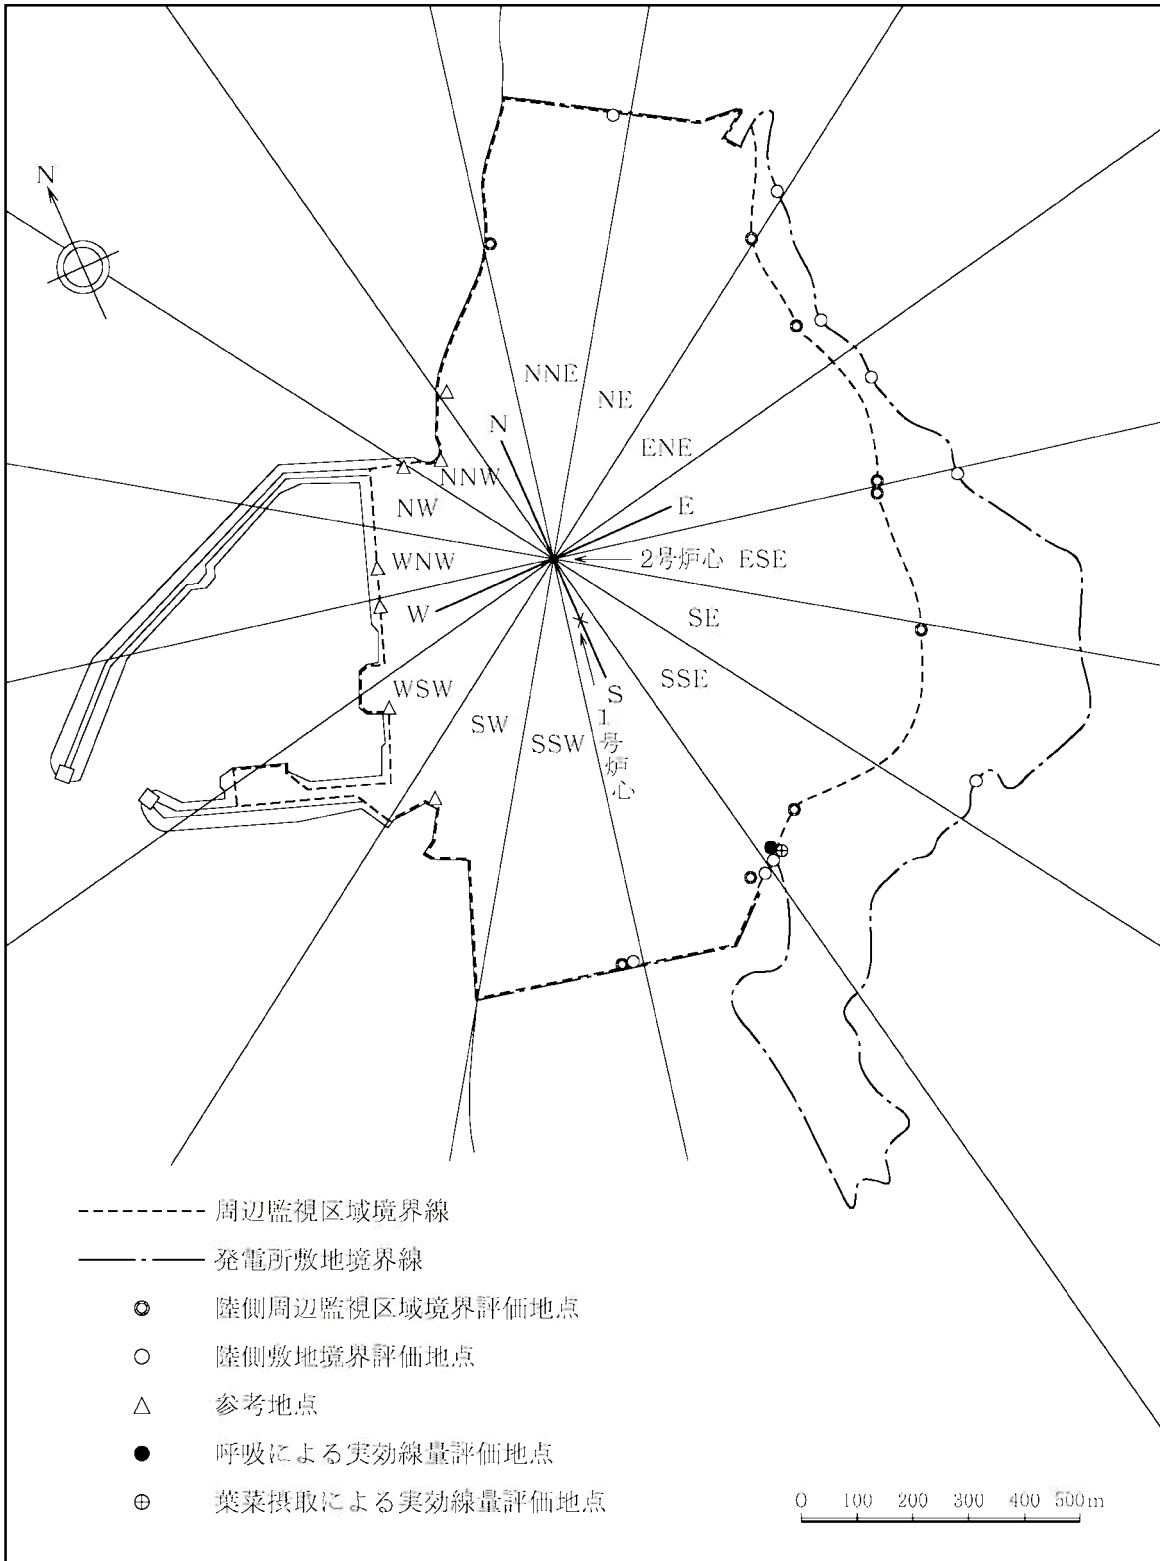 N
NNE
NE
N
ENE
NNW
NW
E
WNW
2号炉心 ESE
W
SE
SSE
WSW
S
SW
SSW
1号炉心
周辺監視区域境界線
発電所敷地境界線
陸側周辺監視区域境界評価地点
陸側敷地境界評価地点
参考地点
呼吸による実効線量評価地点
葉菜摂取による実効線量評価地点
0 100 200 300 400 500m